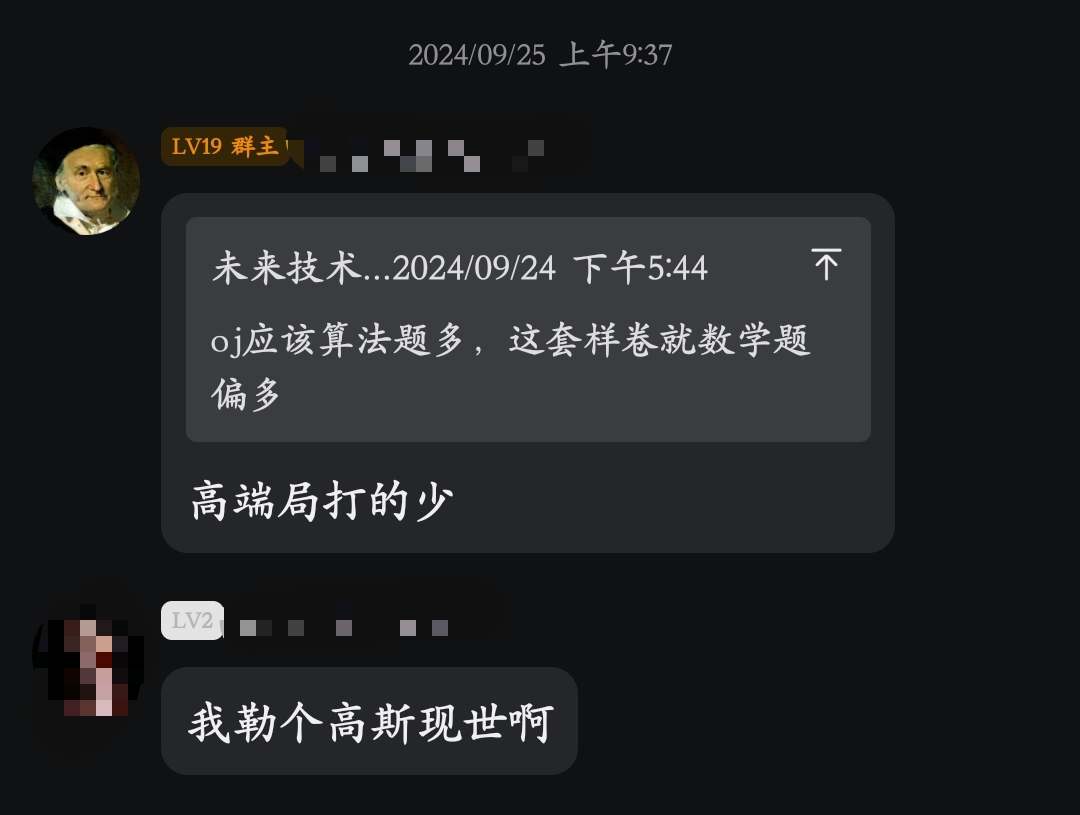 2024/09/25 上午9:37
LV19 群主
未来技术...2024/09/24 下午5:44
oj应该算法题多，这套样卷就数学题
偏多
高端局打的少
LV2
我勒个高斯现世啊